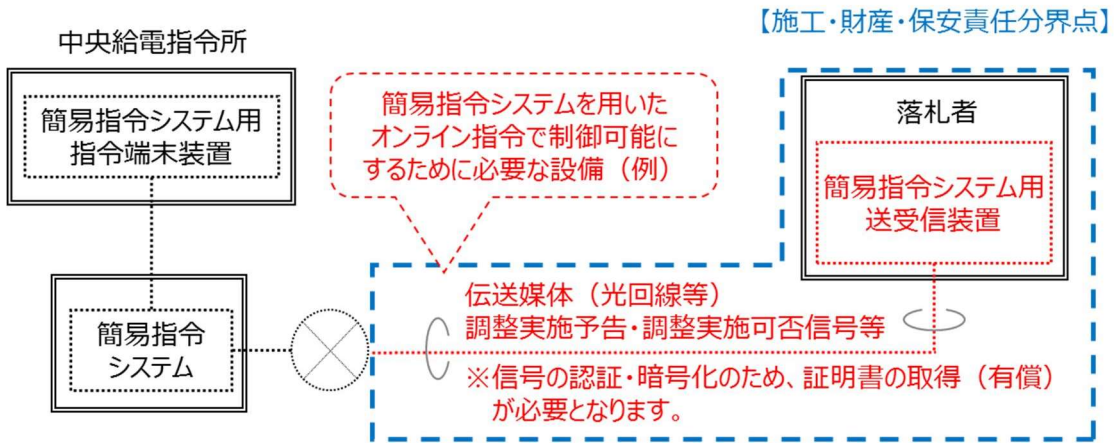 【施工・財産・保安責任分界点】
中央給電指令所
簡易指令システム用
指令端末装置
簡易指令システムを用いた
オンライン指令で制御可能に
するために必要な設備（例）
落札者
簡易指令システム用
送受信装置
簡易指令
システム
伝送媒体（光回線等）
調整実施予告・調整実施可否信号等
※信号の認証・暗号化のため、証明書の取得（有償）
が必要となります。